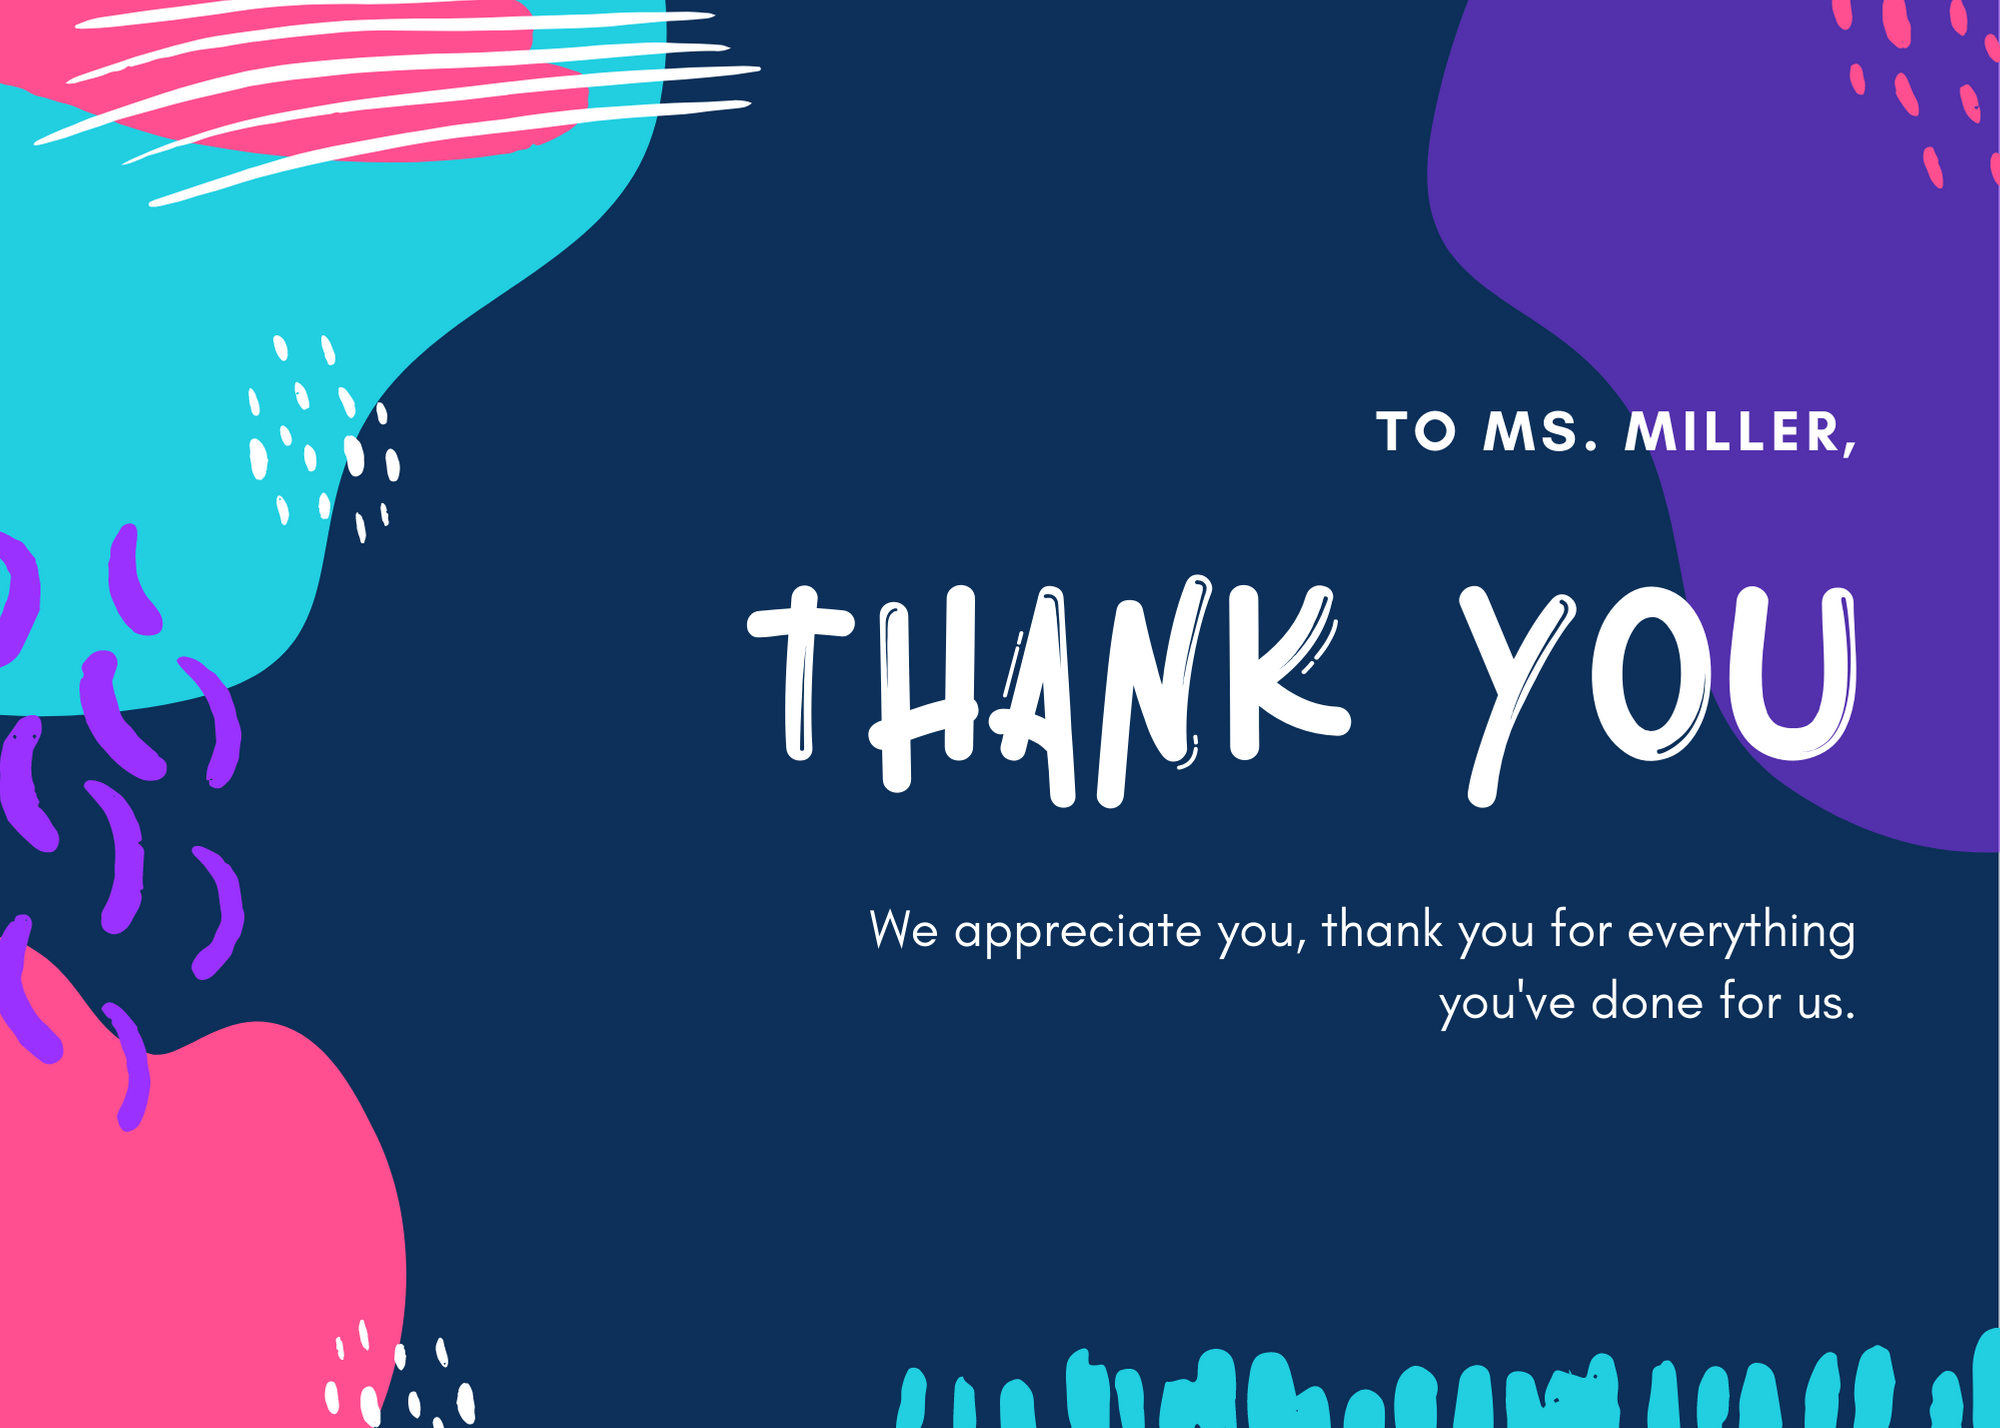 TO MS. MILLER,
THANK YOU
We appreciate you, thank you for everything
you've done for us.